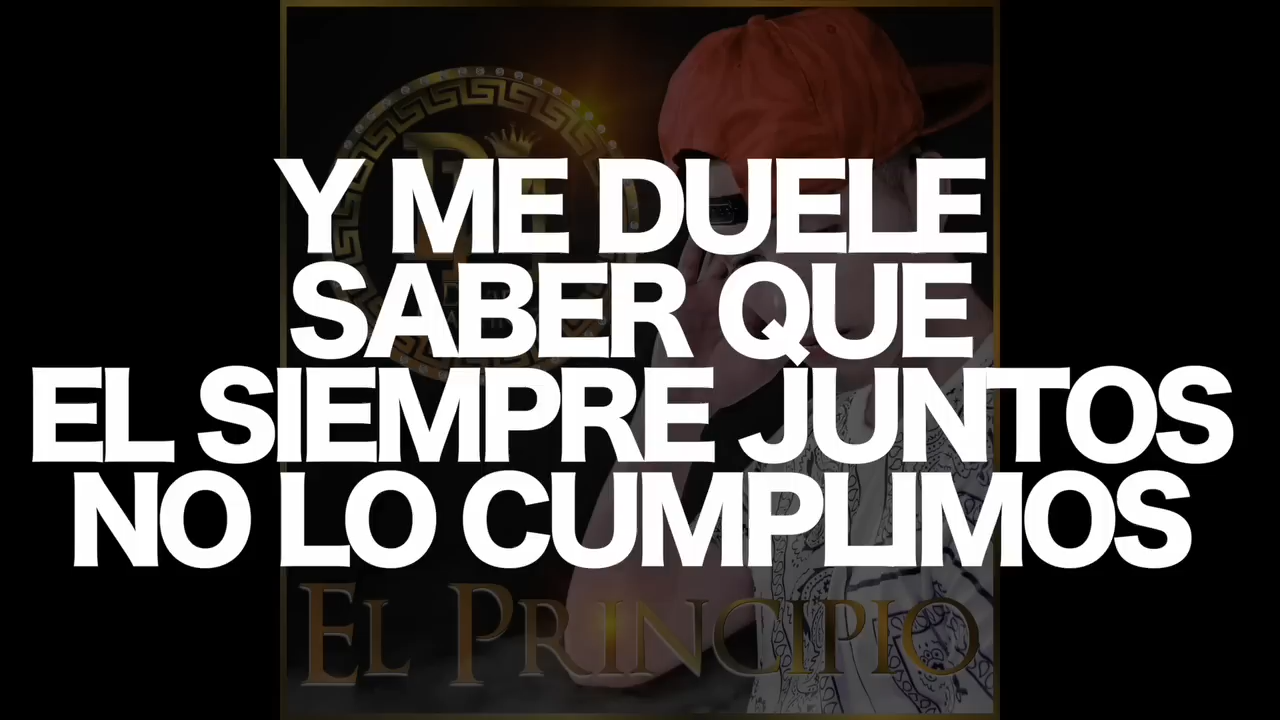 Y ME DUELE
SABER QUE
EL SIEMPRE JUNTOS
NO LO CUMPLIMOS
EL PRINCIPIO